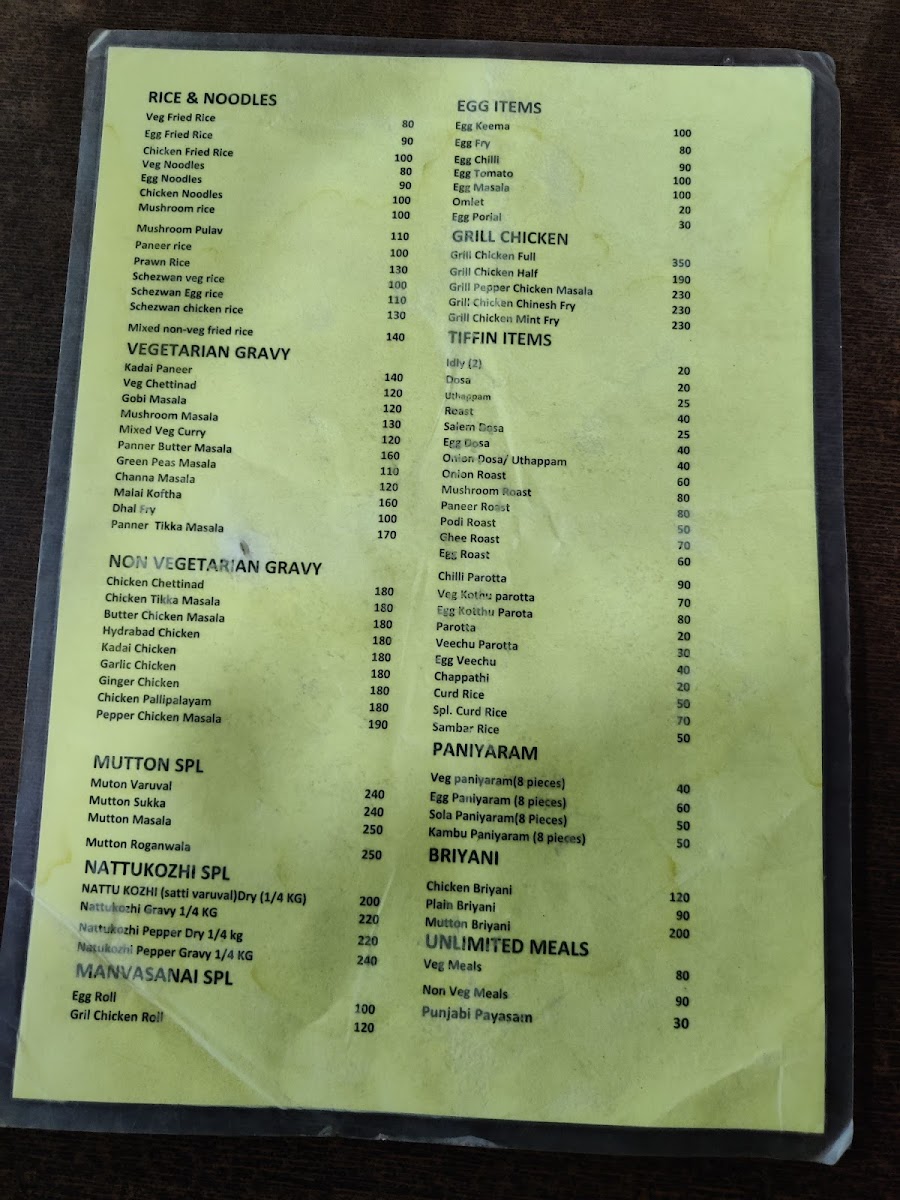 RICE & NOODLES
Veg Fried Rice 80
Egg Fried Rice 90
Chicken Fried Rice 100
Veg Noodles 80
Egg Noodles 90
Chicken Noodles 100
Mushroom rice 100
Mushroom Pulav 110
Paneer rice 100
Prawn Rice 130
Schezwan veg rice 100
Schezwan Egg rice 110
Schezwan chicken rice 130
Mixed non-veg fried rice 140
VEGETARIAN GRAVY
Kadai Paneer 140
Veg Chettinad 120
Gobi Masala 120
Mushroom Masala 130
Mixed Veg Curry 120
Panner Butter Masala 160
Green Peas Masala 110
Channa Masala 120
Malai Koftha 160
Dhal Fry 100
Panner Tikka Masala 170
NON VEGETARIAN GRAVY
Chicken Chettinad 180
Chicken Tikka Masala 180
Butter Chicken Masala 180
Hydrabad Chicken 180
Kadai Chicken 180
Garlic Chicken 180
Ginger Chicken 180
Chicken Pallipalayam 180
Pepper Chicken Masala 190
MUTTON SPL
Muton Varuval 240
Mutton Sukka 240
Mutton Masala 250
Mutton Roganwala 250
NATTUKOZHI SPL
NATTU KOZHI (satti varuval)Dry (1/4 KG) 200
Nattukozhi Gravy 1/4 KG 220
Nattukozhi Pepper Dry 1/4 kg 220
Natukozhi Pepper Gravy 1/4 KG 240
MANVASANAI SPL
Egg Roll 100
Gril Chicken Roll 120
EGG ITEMS
Egg Keema 100
Egg Fry 80
Egg Chilli 90
Egg Tomato 100
Egg Masala 100
Omlet 20
Egg Porial 30
GRILL CHICKEN
Grill Chicken Full 350
Grill Chicken Half 190
Grill Pepper Chicken Masala 230
Grill Chicken Chinesh Fry 230
Grill Chicken Mint Fry 230
TIFFIN ITEMS
Idly (2) 20
Dosa 20
Uthappam 25
Roast 40
Salem Dosa 25
Egg Dosa 40
Onion Dosa/ Uthappam 40
Onion Roast 60
Mushroom Roast 80
Paneer Roast 80
Podi Roast 50
Ghee Roast 70
Egg Roast 60
Chilli Parotta 90
Veg Kothu parotta 70
Egg Kotthu Parota 80
Parotta 20
Veechu Parotta 30
Egg Veechu 40
Chappathi 20
Curd Rice 50
Spl. Curd Rice 70
Sambar Rice 50
PANIYARAM
Veg paniyaram(8 pieces) 40
Egg Paniyaram (8 pieces) 60
Sola Paniyaram(8 Pieces) 50
Kambu Paniyaram (8 pieces) 50
BRIYANI
Chicken Briyani 120
Plain Briyani 90
Mutton Briyani 200
UNLIMITED MEALS
Veg Meals 80
Non Veg Meals 90
Punjabi Payasam 30